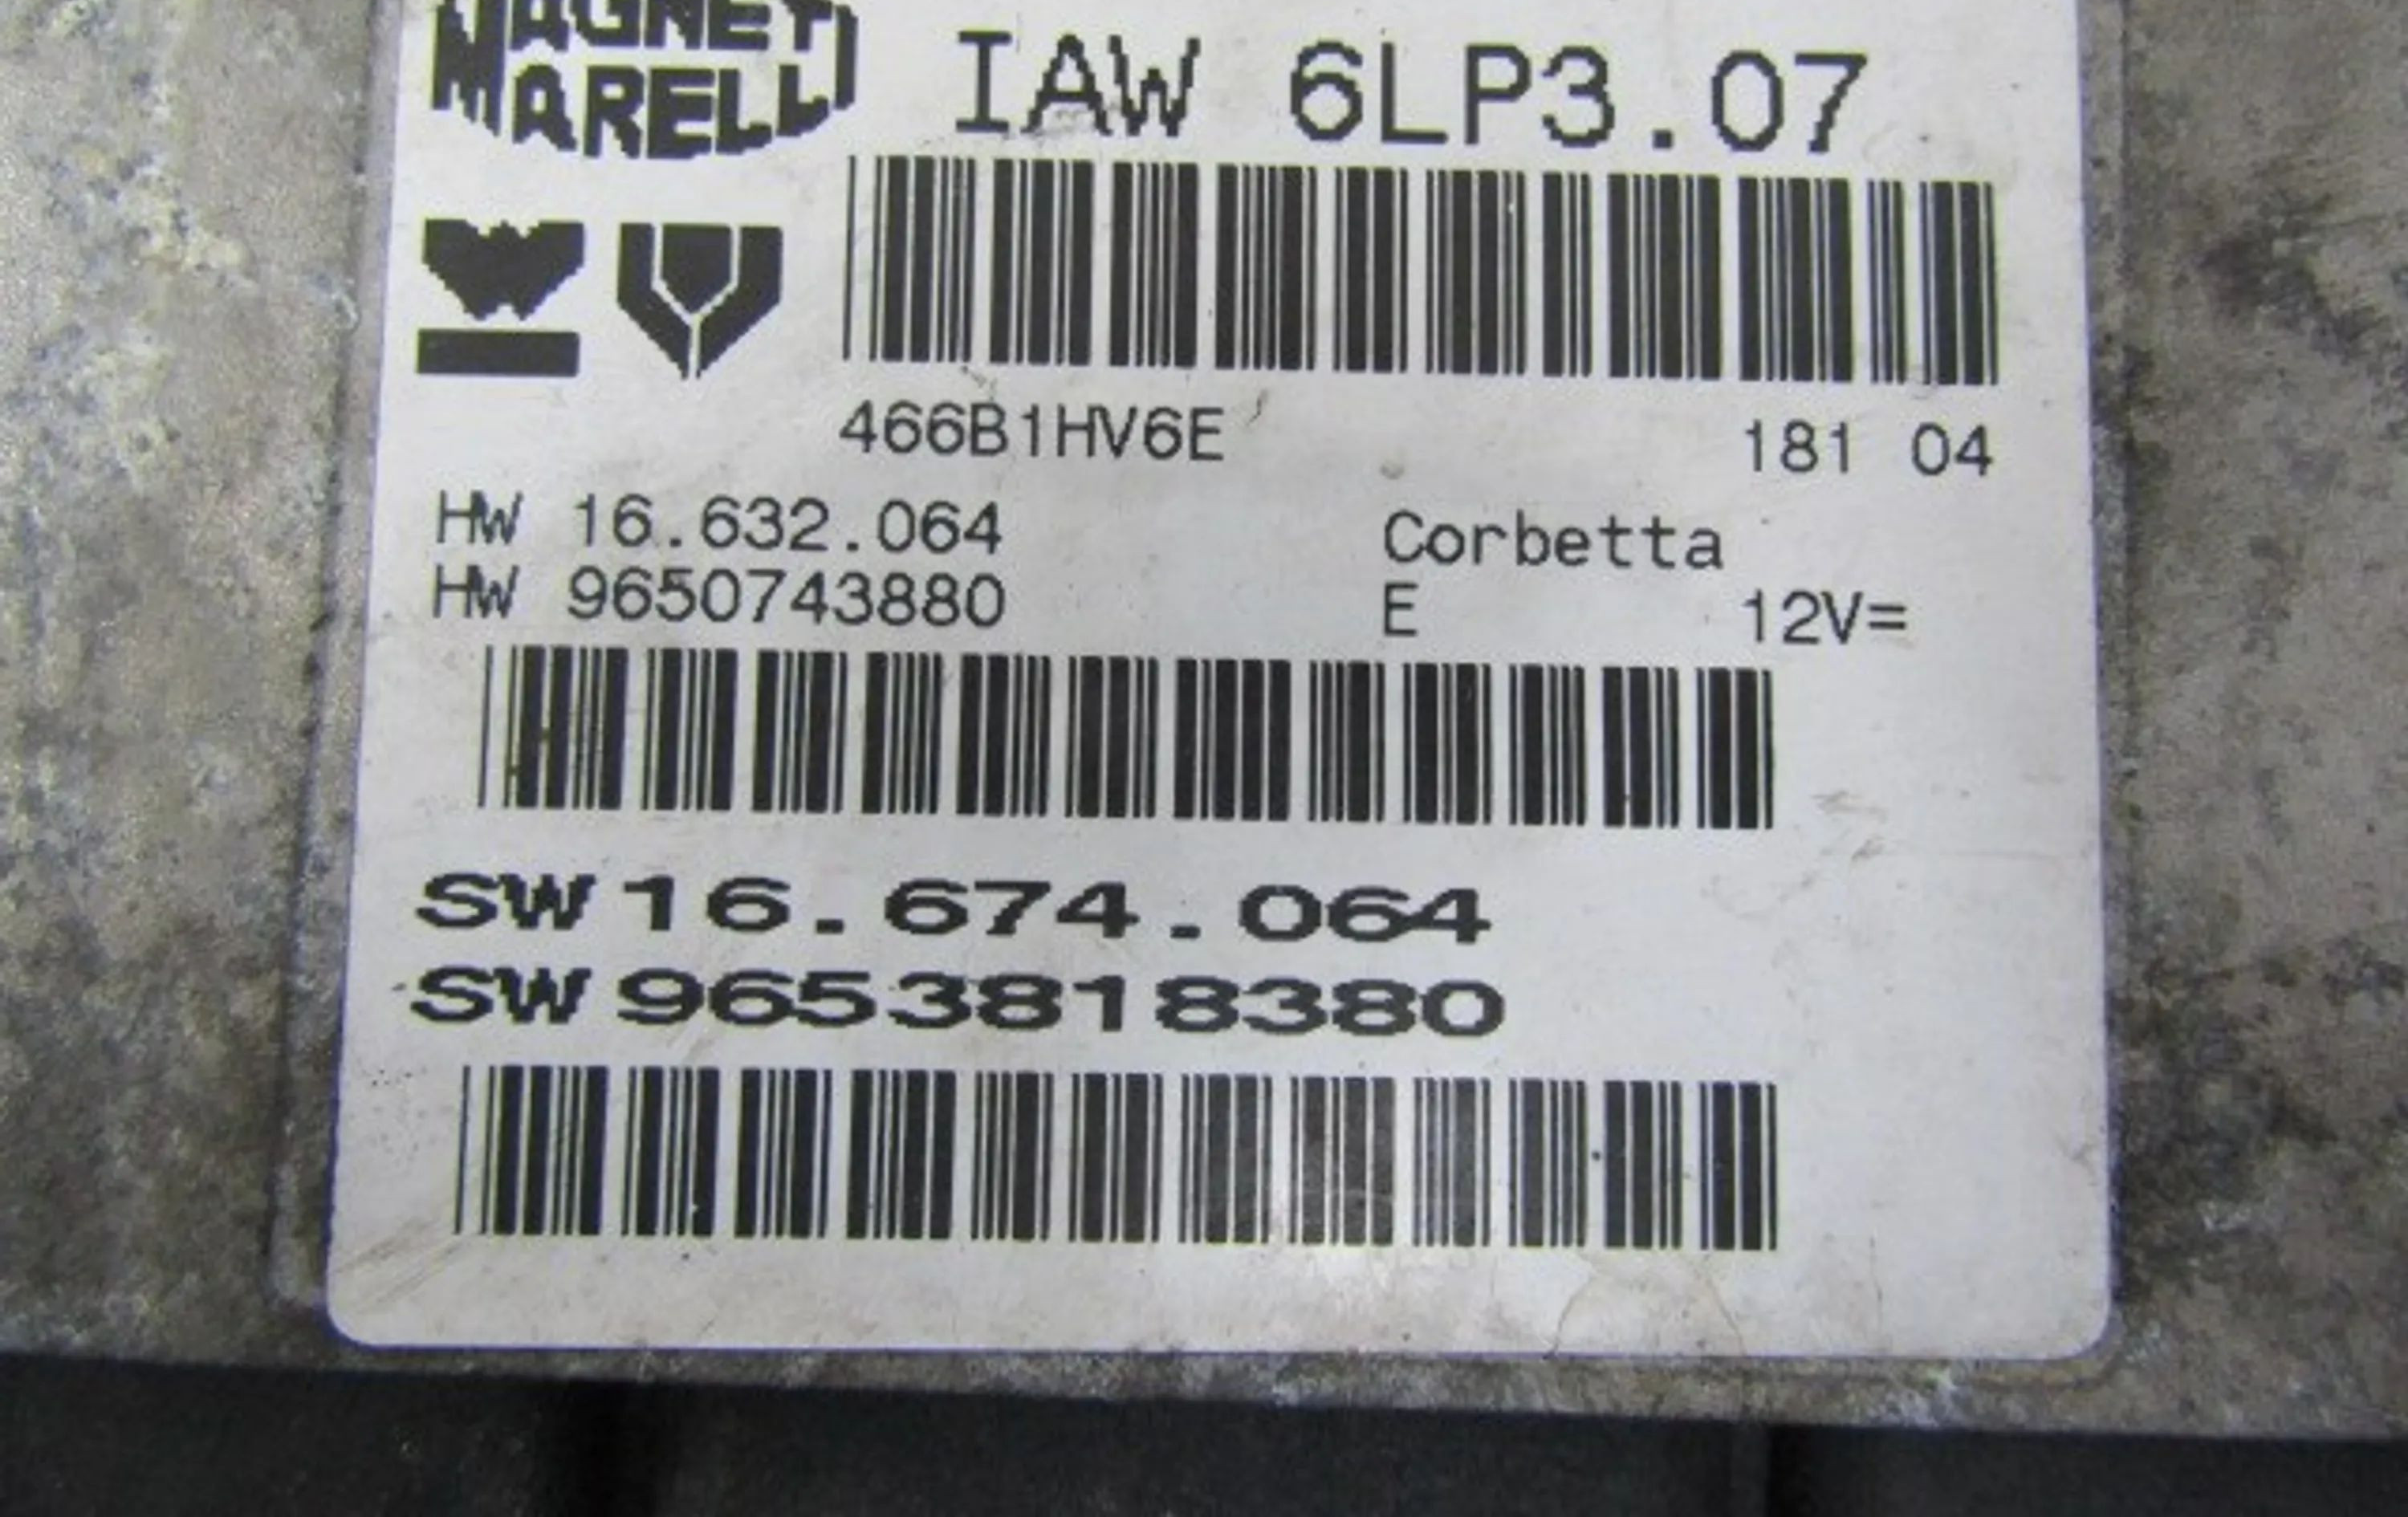 MAGNETI
MARELLI
IAW 6LP3.07
466B1HV6E 181 04
HW 16.632.064 Corbetta
HW 9650743880 E 12V=
SW 16.674.064
SW 9653818380